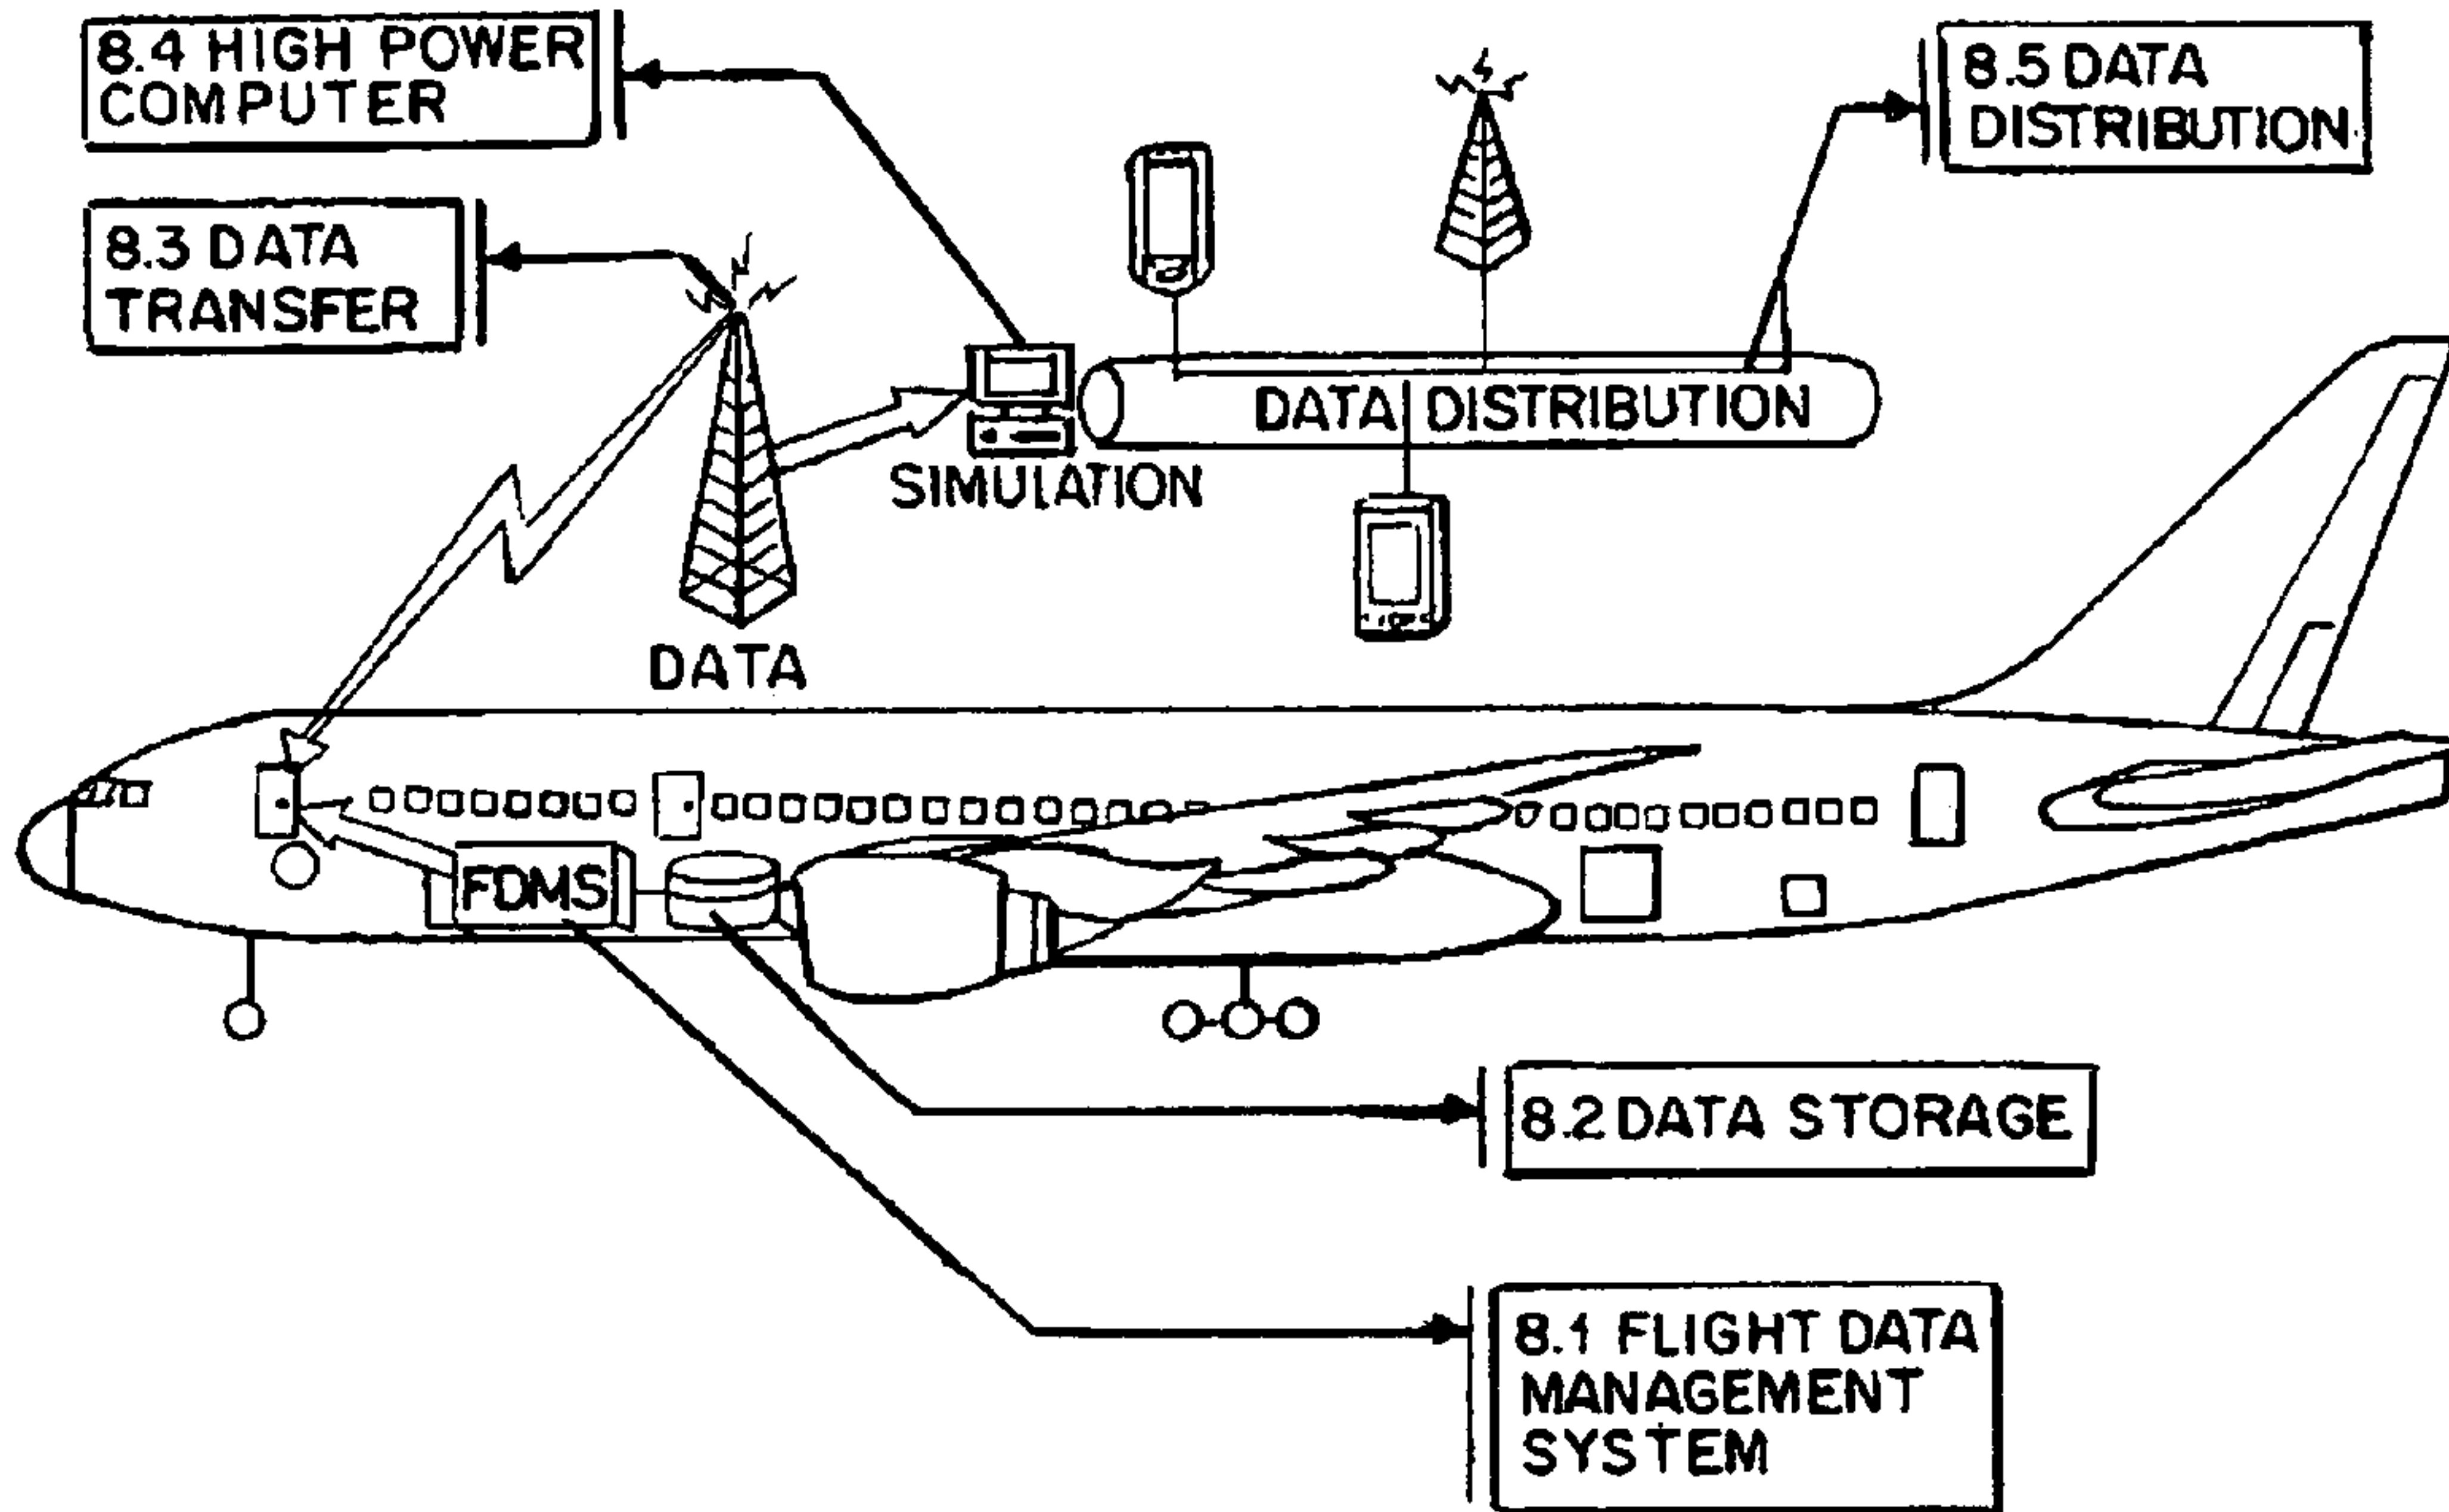 8.4 HIGH POWER
COMPUTER
8.5 DATA
DISTRIBUTION
8.3 DATA
TRANSFER
DATA DISTRIBUTION
SIMULATION
DATA
FDMS
8.2 DATA STORAGE
8.1 FLIGHT DATA
MANAGEMENT
SYSTEM